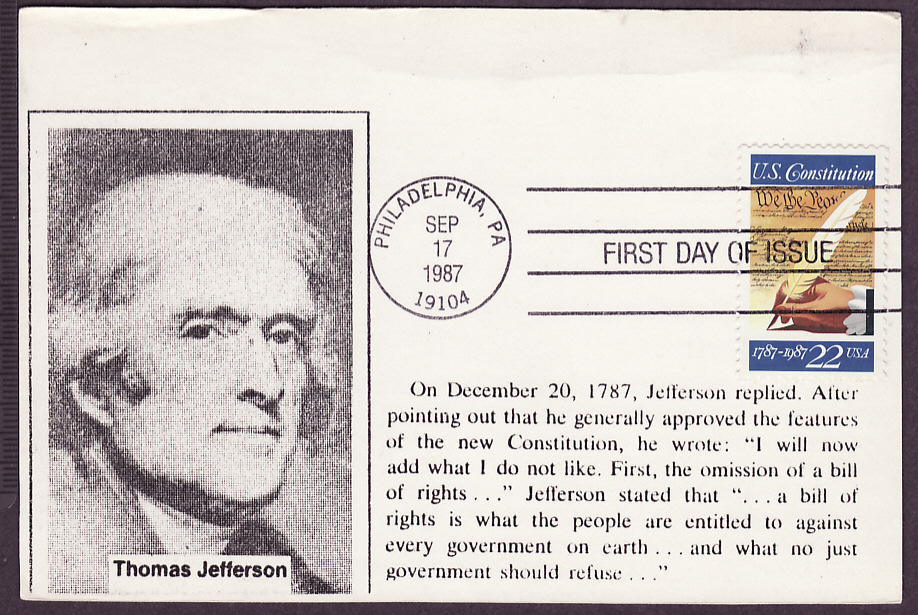 U.S. Constitution
We the Peop
PHILADELPHIA, PA
SEP
17
1987
19104
FIRST DAY OF ISSUE
1787-1987 22 USA
On December 20, 1787, Jefferson replied. After
pointing out that he generally approved the features
of the new Constitution, he wrote: “I will now
add what I do not like. First, the omission of a bill
of rights . . .” Jefferson stated that “. . . a bill of
rights is what the people are entitled to against
every government on earth . . . and what no just
government should refuse . . .”
Thomas Jefferson